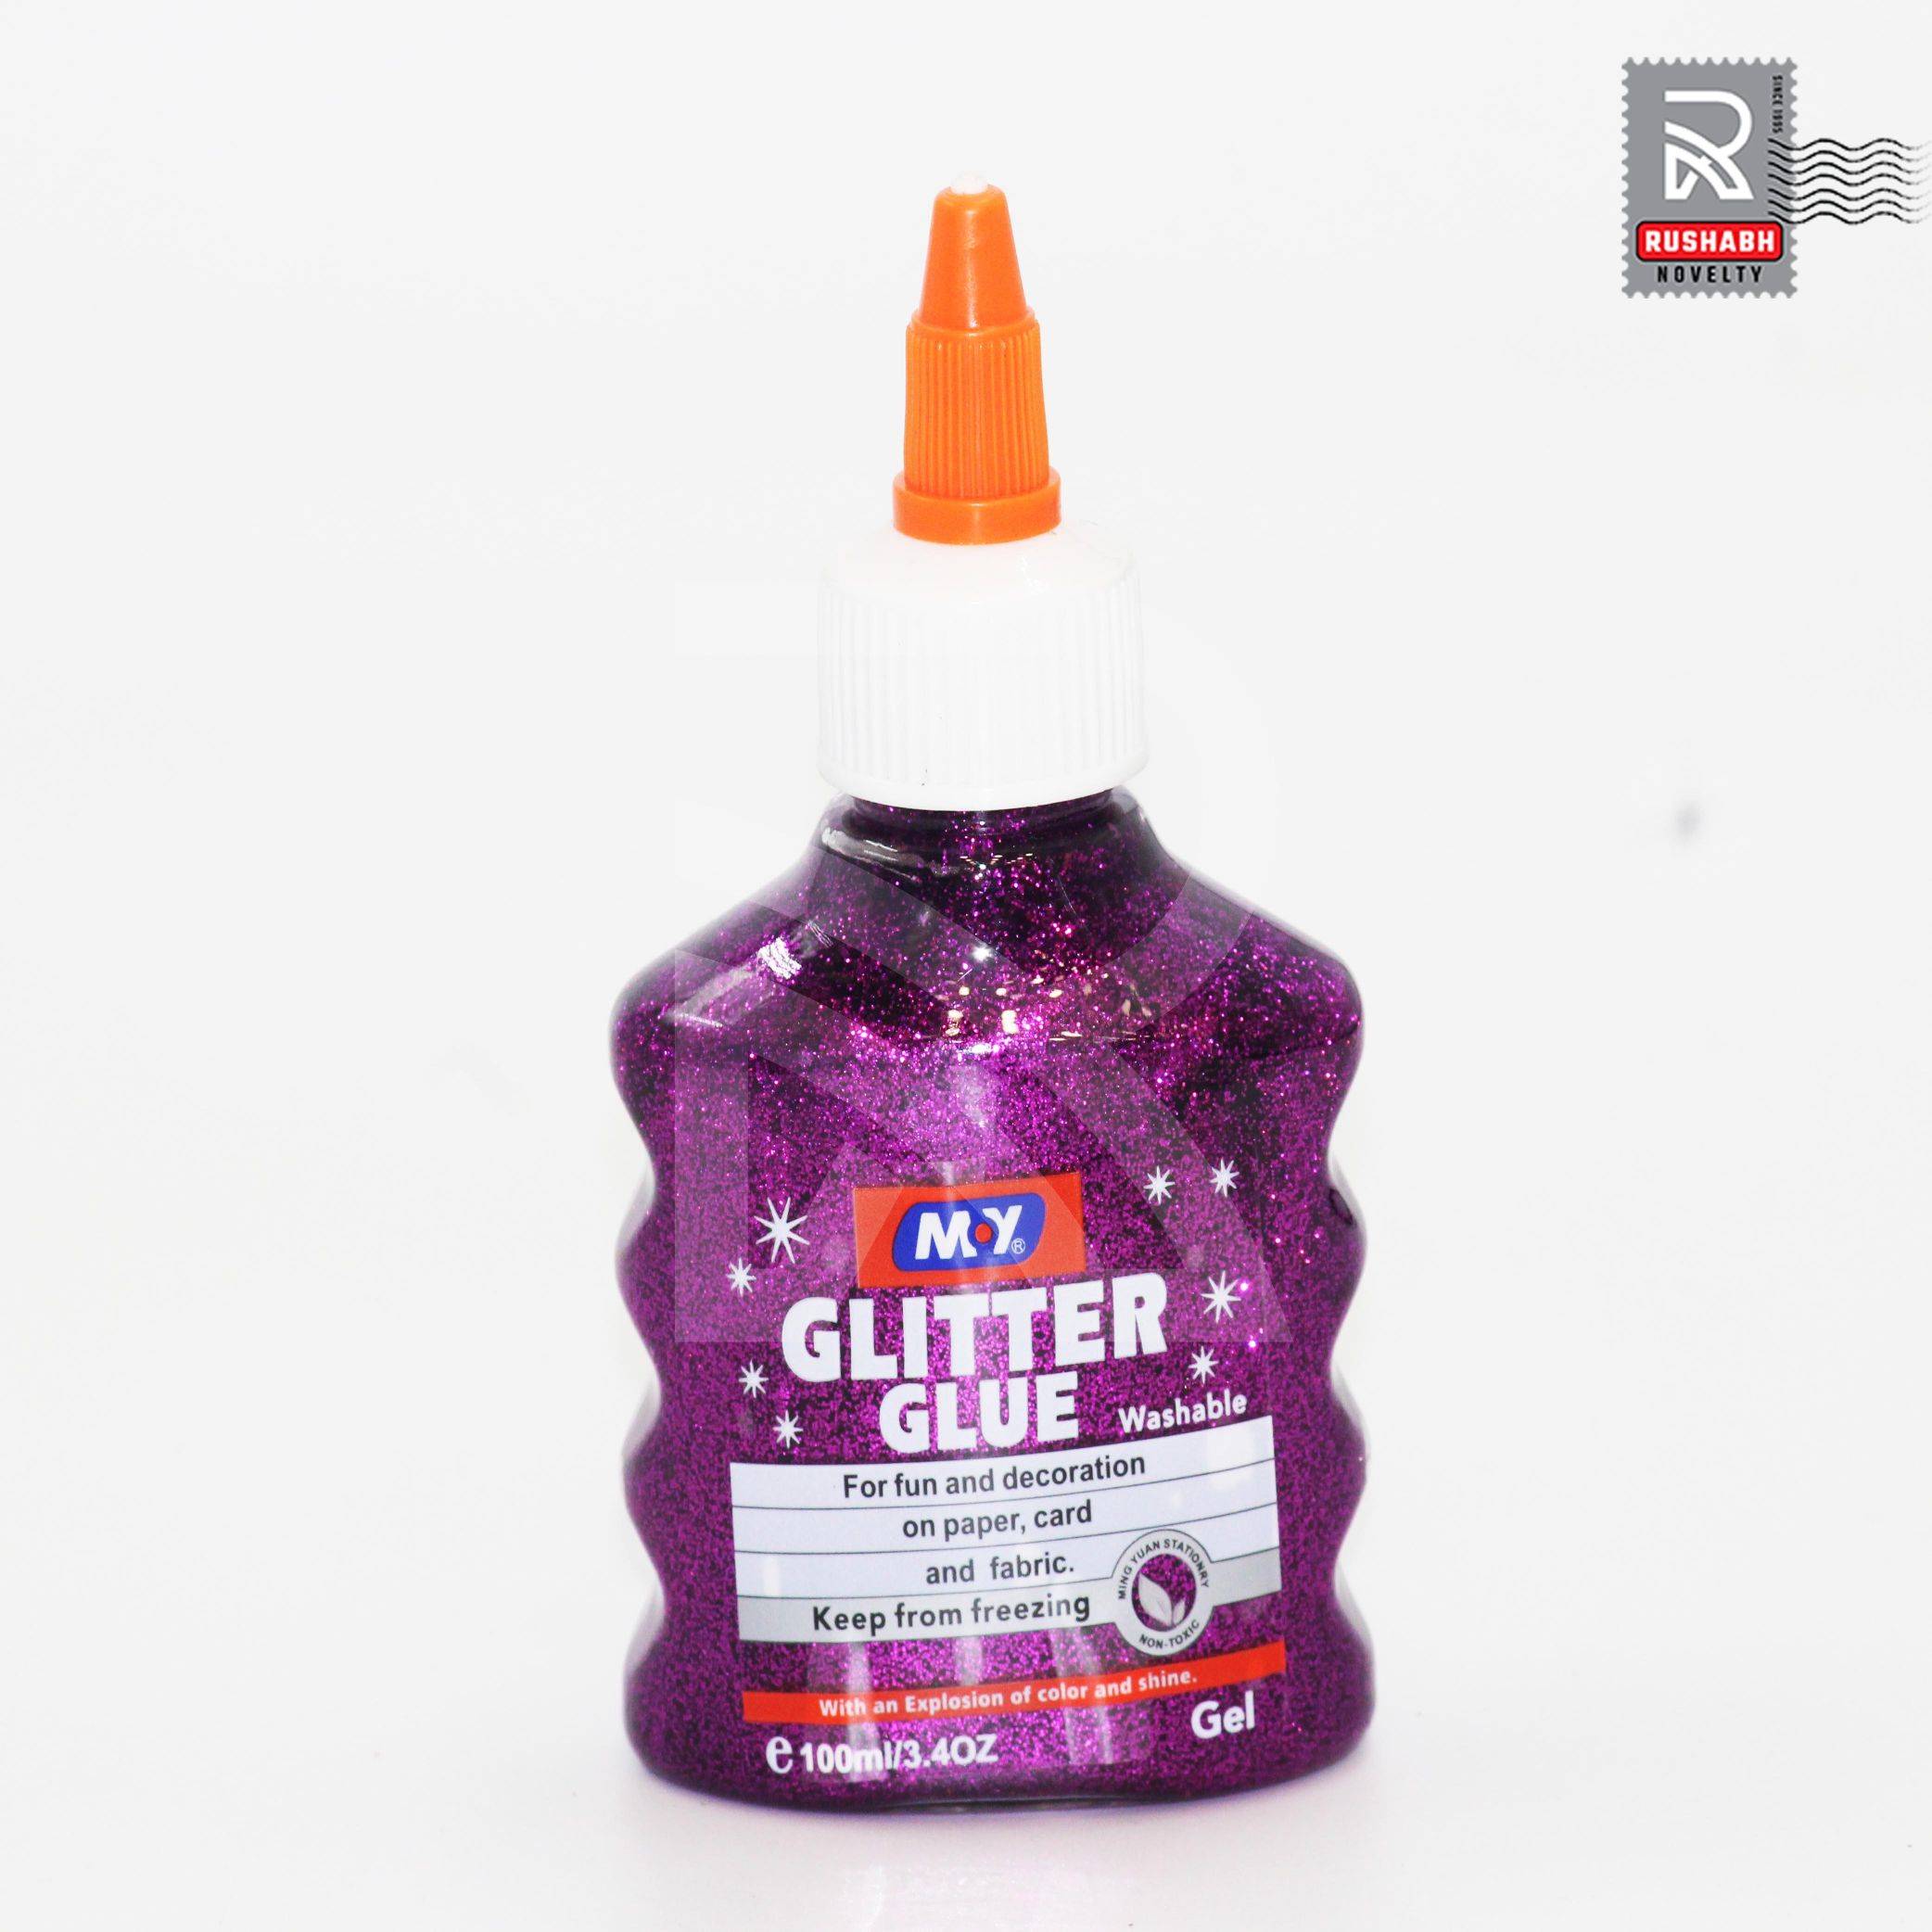 SINCE 1995
R
RUSHABH
NOVELTY
M•Y®
GLITTER
GLUE
Washable
For fun and decoration
on paper, card
and fabric.
Keep from freezing
MING YUAN STATIONRY
NON-TOXIC
With an Explosion of color and shine.
Gel
℮100ml/3.4OZ